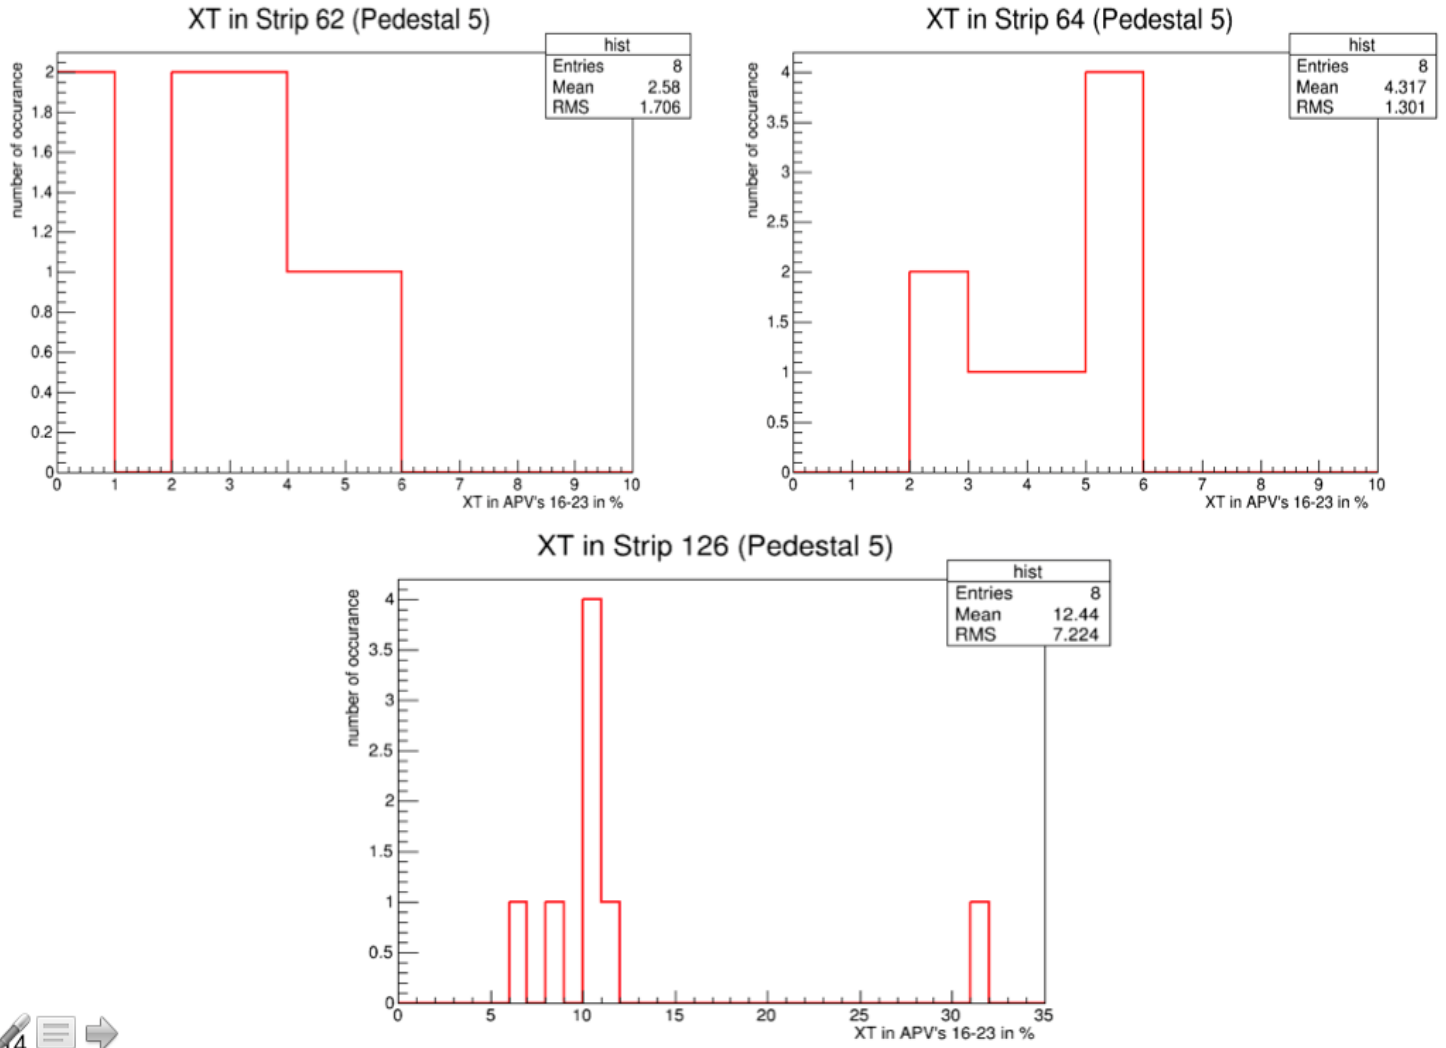 XT in Strip 62 (Pedestal 5)
hist
Entries 8
Mean 2.58
RMS 1.706
number of occurance
2
1.8
1.6
1.4
1.2
1
0.8
0.6
0.4
0.2
0
0 1 2 3 4 5 6 7 8 9 10
XT in APV's 16-23 in %
XT in Strip 64 (Pedestal 5)
hist
Entries 8
Mean 4.317
RMS 1.301
number of occurance
4
3.5
3
2.5
2
1.5
1
0.5
0
0 1 2 3 4 5 6 7 8 9 10
XT in APV's 16-23 in %
XT in Strip 126 (Pedestal 5)
hist
Entries 8
Mean 12.44
RMS 7.224
number of occurance
4
3.5
3
2.5
2
1.5
1
0.5
0
0 5 10 15 20 25 30 35
XT in APV's 16-23 in %